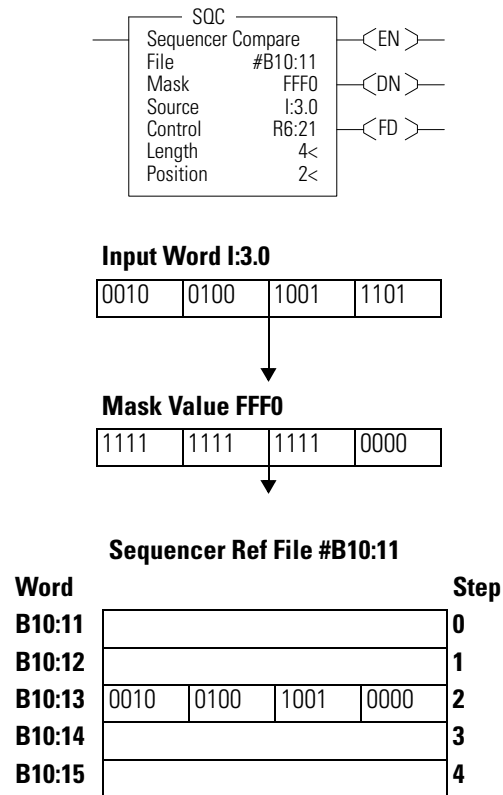 SQC
Sequencer Compare
File #B10:11
Mask FFF0
Source I:3.0
Control R6:21
Length 4<
Position 2<
EN
DN
FD
Input Word I:3.0
0010 0100 1001 1101
Mask Value FFF0
1111 1111 1111 0000
Sequencer Ref File #B10:11
Word Step
B10:11 0
B10:12 1
B10:13 0010 0100 1001 0000 2
B10:14 3
B10:15 4